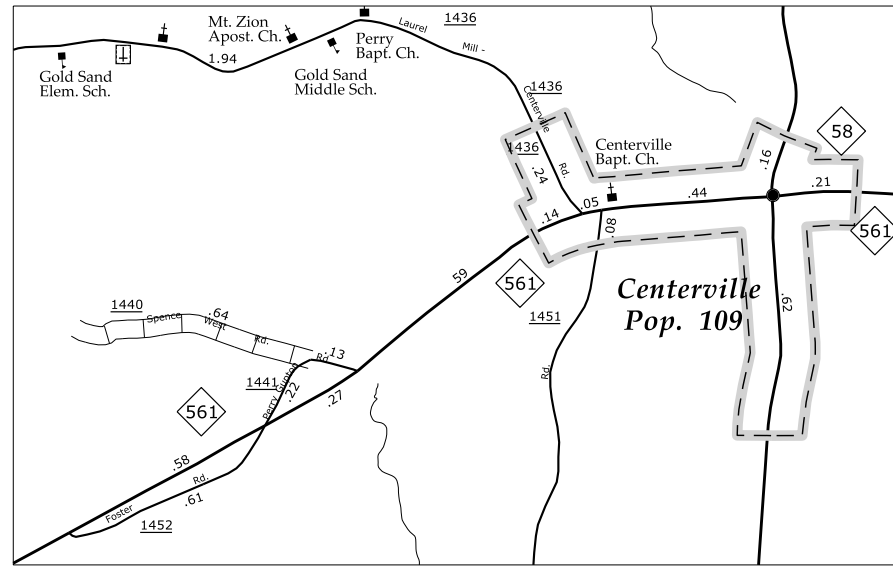 Laurel
1436
Mt. Zion
Apost. Ch.
Perry
Bapt. Ch.
Mill -
1.94
Gold Sand
Elem. Sch.
Gold Sand
Middle Sch.
1436
Centerville
58
1436
Centerville
Bapt. Ch.
Rd.
.24
.16
.21
.44
.05
.14
.08
561
59
561
Centerville
Pop. 109
.62
1440
.64
Spence
West
Rd.
1451
.13
Rd.
Rd.
1441
Perry Gupton
.22
.27
561
.58
Rd.
.61
Foster
1452